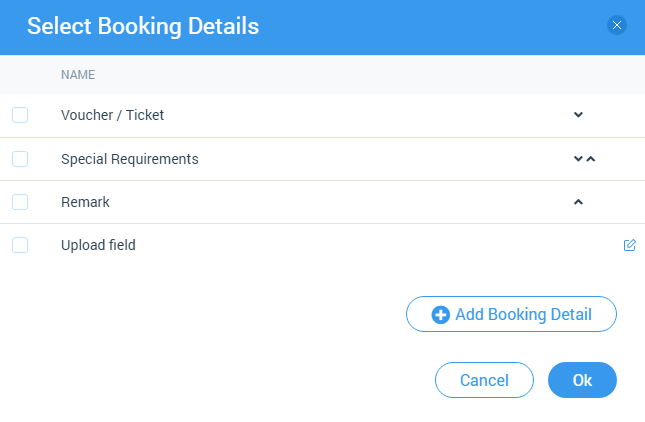 Select Booking Details
NAME
Voucher / Ticket
Special Requirements
Remark
Upload field
Add Booking Detail
Cancel
Ok